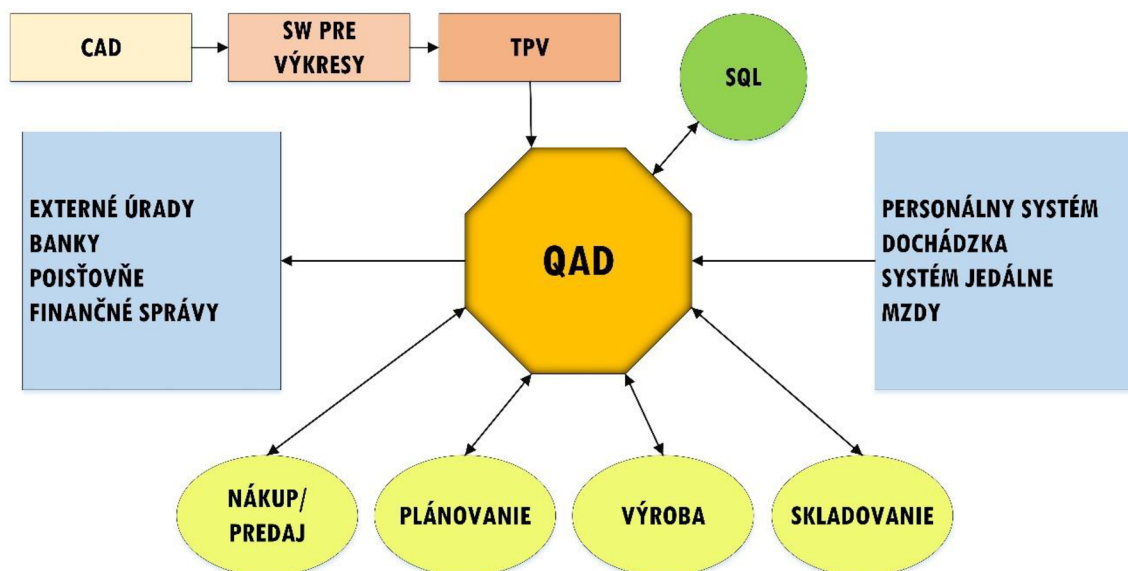 CAD
SW PRE
VÝKRESY
TPV
SQL
EXTERNÉ ÚRADY
BANKY
POISŤOVŇE
FINANČNÉ SPRÁVY
QAD
PERSONÁLNY SYSTÉM
DOCHÁDZKA
SYSTÉM JEDÁLNE
MZDY
NÁKUP/
PREDAJ
PLÁNOVANIE
VÝROBA
SKLADOVANIE